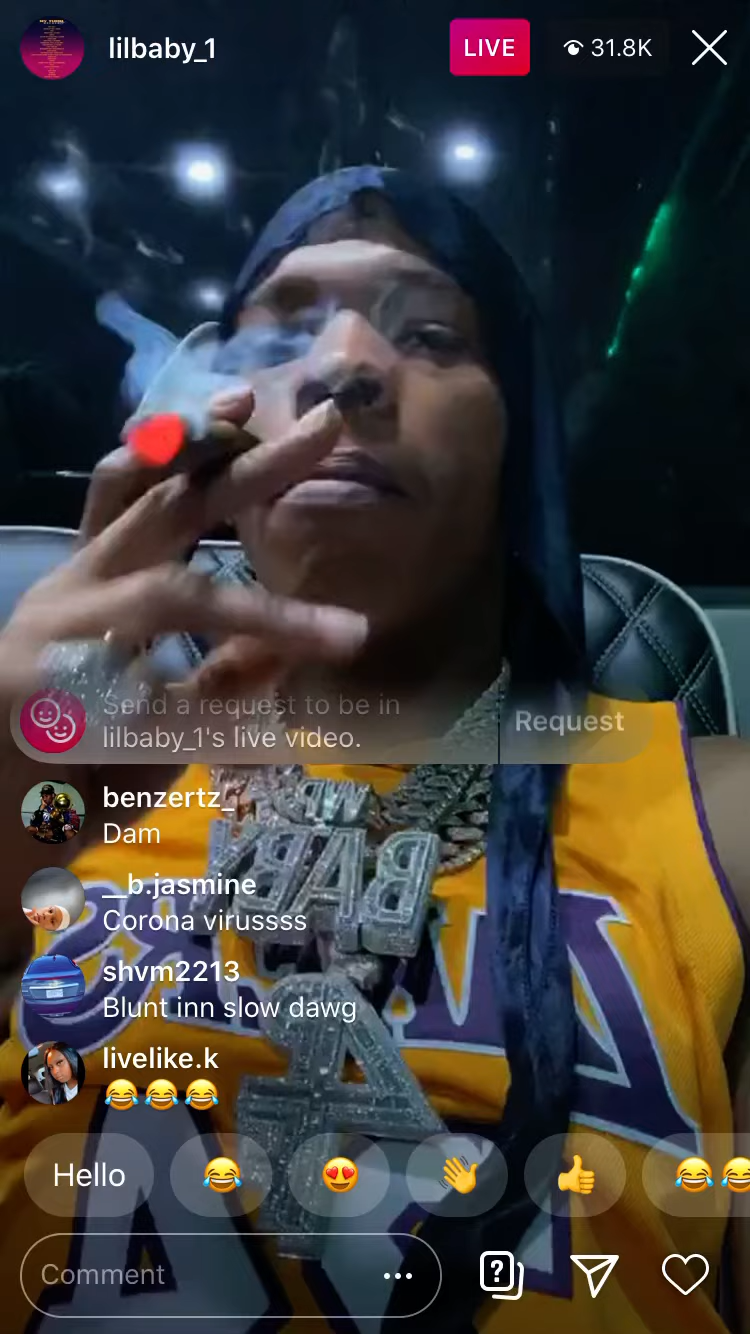 lilbaby_1
LIVE
31.8K
Send a request to be in
lilbaby_1's live video.
Request
benzertz_
Dam
__b.jasmine
Corona virussss
shvm2213
Blunt inn slow dawg
livelike.k
😂😂😂
Hello
😂 😍 👋 👍 😂😂
Comment